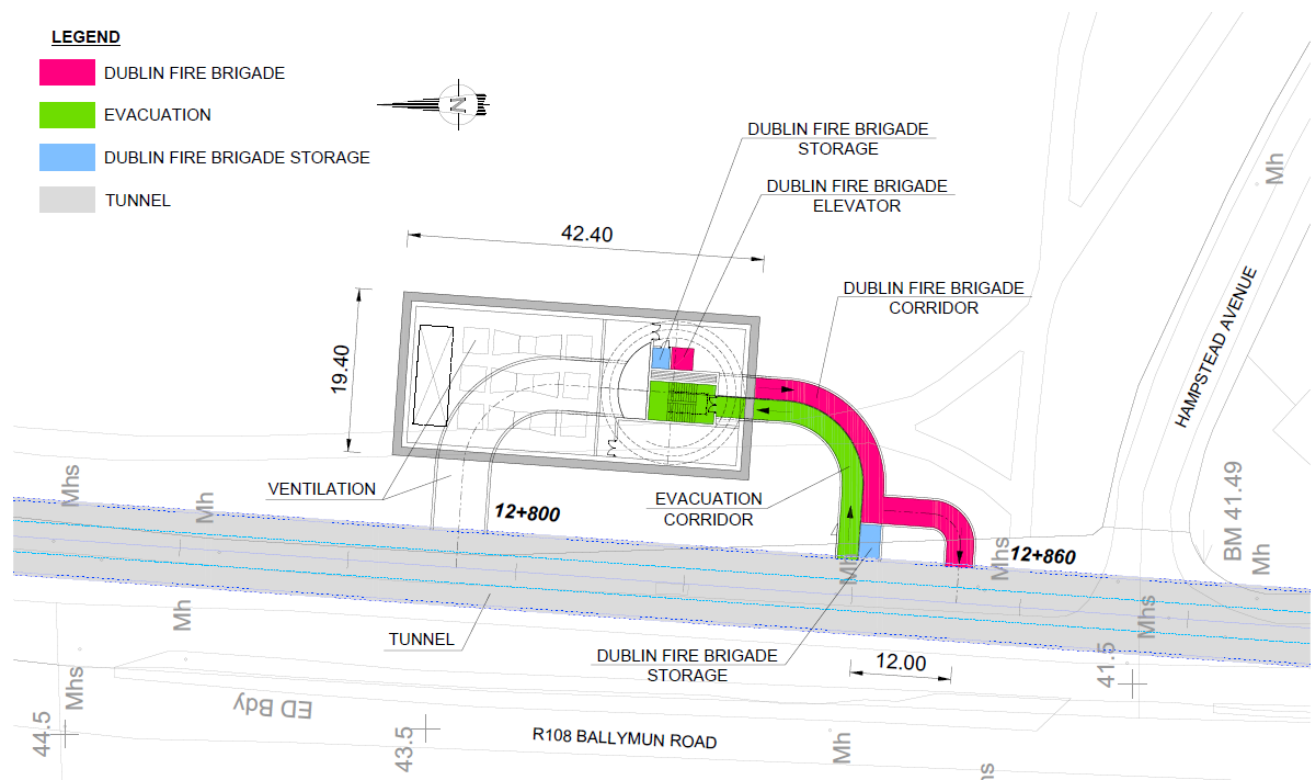 LEGEND
DUBLIN FIRE BRIGADE
EVACUATION
DUBLIN FIRE BRIGADE STORAGE
TUNNEL
N
DUBLIN FIRE BRIGADE
STORAGE
DUBLIN FIRE BRIGADE
ELEVATOR
42.40
DUBLIN FIRE BRIGADE
CORRIDOR
19.40
HAMPSTEAD AVENUE
Mh
VENTILATION
EVACUATION
CORRIDOR
12+800
12+860
BM 41.49
Mhs
Mh
Mh
Mhs
Mh
Mh
TUNNEL
DUBLIN FIRE BRIGADE
STORAGE
12.00
Mhs
41.5
Mhs
ED Bdy
44.5
43.5
R108 BALLYMUN ROAD
Mh
hs